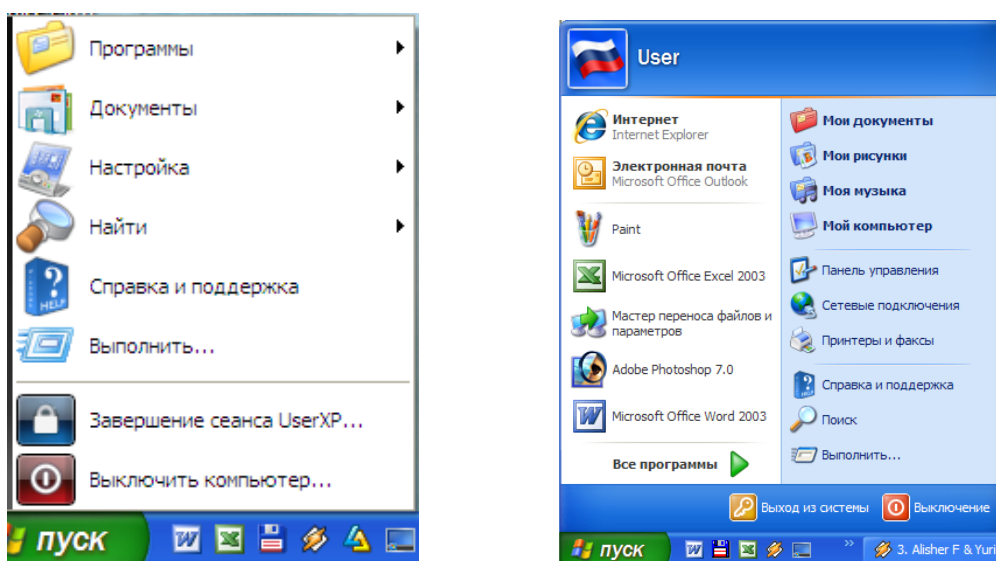 Программы
Документы
Настройка
Найти
HELP
Справка и поддержка
Выполнить...
Завершение сеанса UserXP...
Выключить компьютер...
пуск
User
Интернет
Internet Explorer
Электронная почта
Microsoft Office Outlook
Paint
Microsoft Office Excel 2003
Мастер переноса файлов и
параметров
Adobe Photoshop 7.0
Microsoft Office Word 2003
Все программы
Мои документы
Мои рисунки
Моя музыка
Мой компьютер
Панель управления
Сетевые подключения
Принтеры и факсы
Справка и поддержка
Поиск
Выполнить...
Выход из системы
Выключение
пуск
3. Alisher F & Yuri